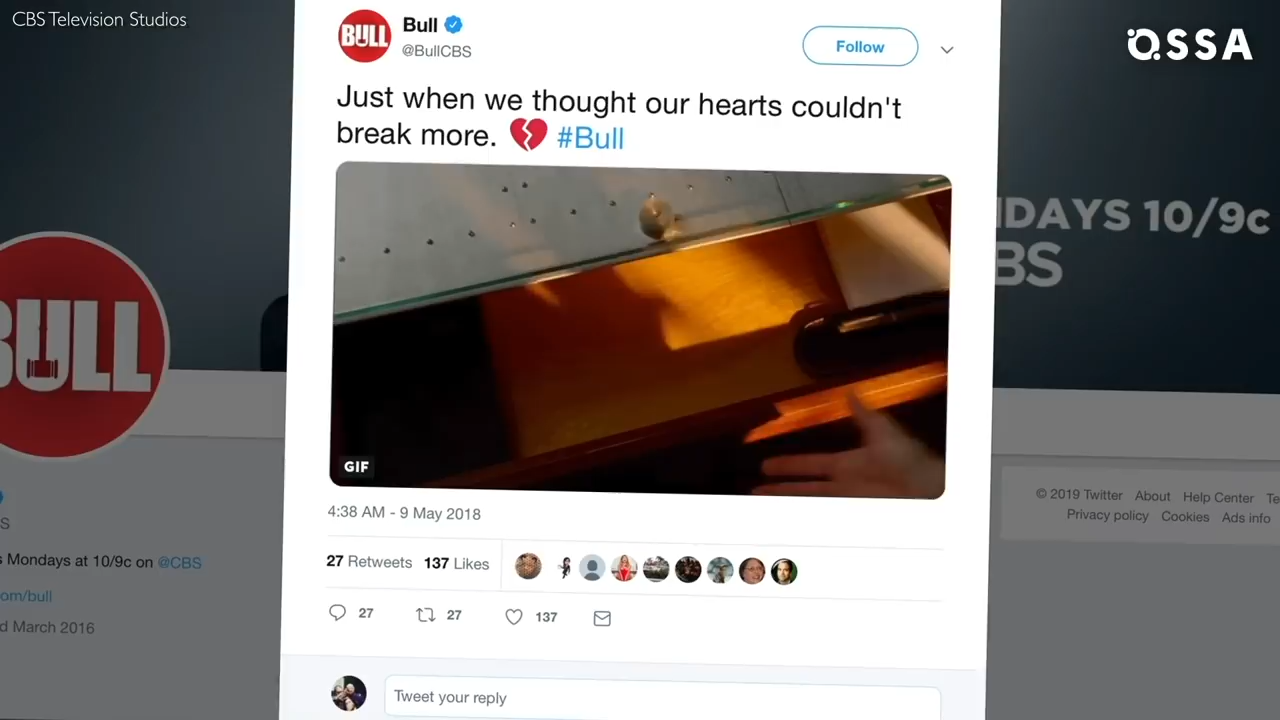 CBS Television Studios
OSSA
BULL
Bull
@BullCBS
Follow
Just when we thought our hearts couldn't
break more. 💔 #Bull
GIF
4:38 AM - 9 May 2018
27 Retweets 137 Likes
27 27 137
Tweet your reply
IDAYS 10/9c
BS
BULL
S
s Mondays at 10/9c on @CBS
om/bull
d March 2016
© 2019 Twitter About Help Center Te
Privacy policy Cookies Ads info